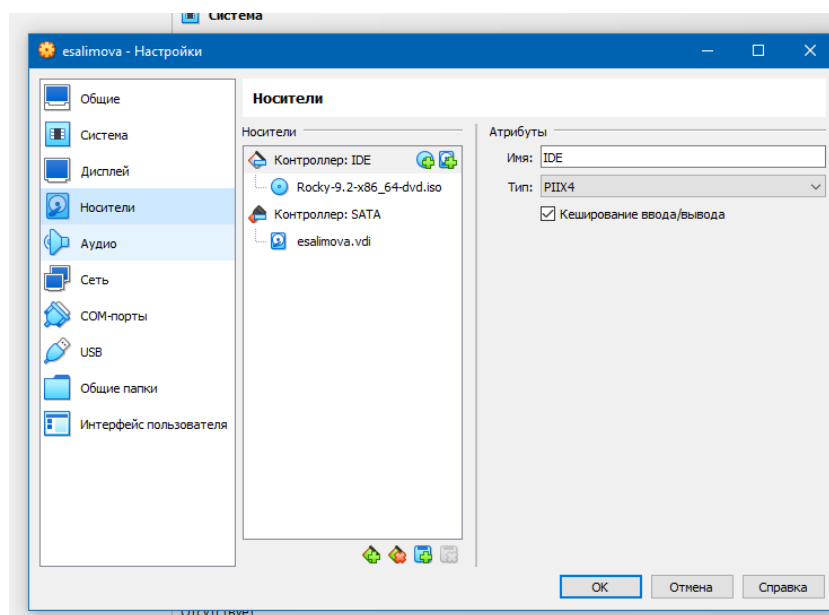 Система
esalimova - Настройки
Общие
Система
Дисплей
Носители
Аудио
Сеть
COM-порты
USB
Общие папки
Интерфейс пользователя
Носители
Носители
Контроллер: IDE
Rocky-9.2-x86_64-dvd.iso
Контроллер: SATA
esalimova.vdi
Атрибуты
Имя: IDE
Тип: PIIX4
Кеширование ввода/вывода
OK Отмена Справка
Отсутствует